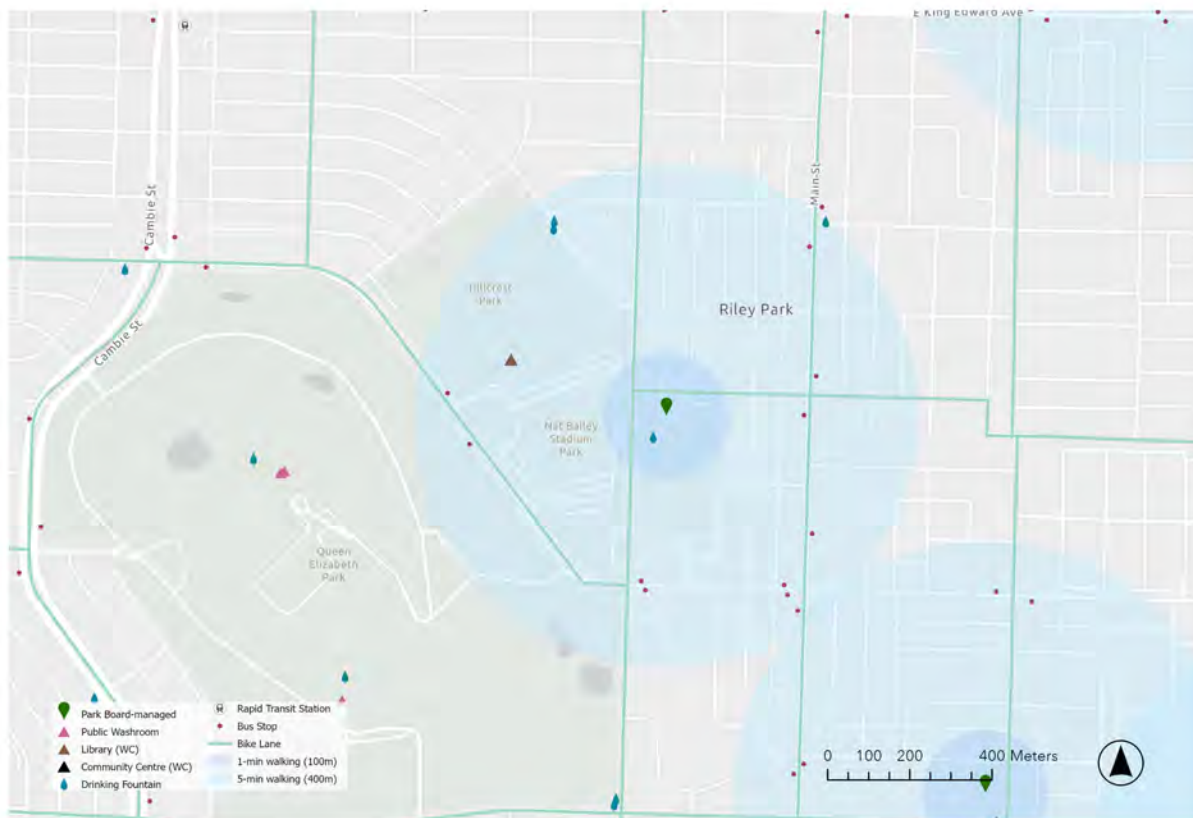 E King Edward Ave
Cambie St
Main St
Hillcrest
Park
Riley Park
Cambie St
Nat Bailey
Stadium
Park
Queen
Elizabeth
Park
Park Board-managed
Public Washroom
Library (WC)
Community Centre (WC)
Drinking Fountain
Rapid Transit Station
Bus Stop
Bike Lane
1-min walking (100m)
5-min walking (400m)
0 100 200 400 Meters